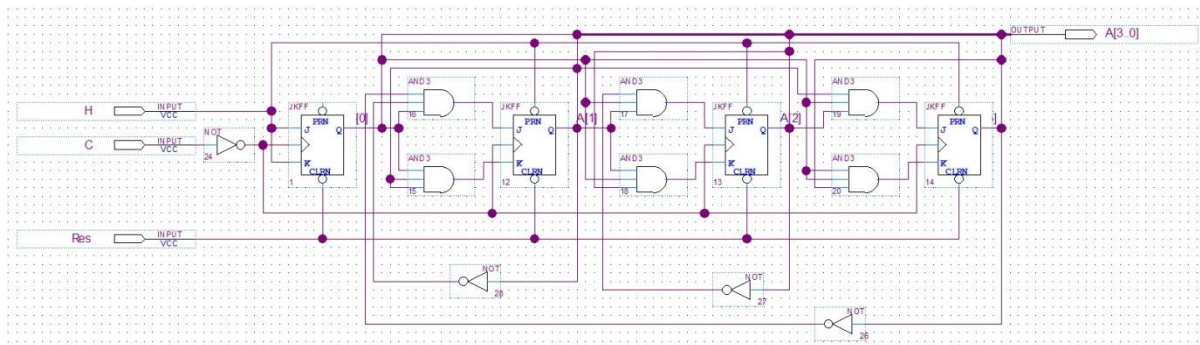 OUTPUT A[3..0]
H INPUT VCC
C INPUT VCC
NOT
24
Res INPUT VCC
JKFF
PRN
J Q
K
CLRN
1
0]
AND3
16
AND3
15
JKFF
PRN
J Q
K
CLRN
12
A[1]
AND3
17
AND3
18
JKFF
PRN
J Q
K
CLRN
13
A[2]
AND3
19
AND3
20
JKFF
PRN
J Q
K
CLRN
14
]
NOT
28
NOT
27
NOT
26